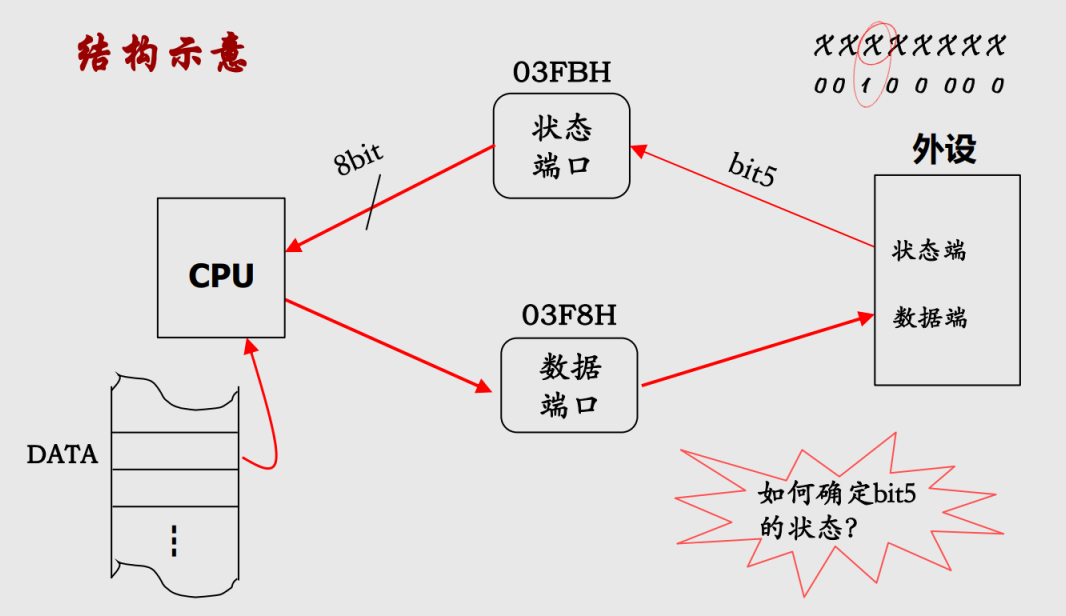 结构示意
XXXXXXXX
00100000
03FBH
状态
端口
外设
8bit
bit5
状态端
CPU
03F8H
数据端
数据
端口
DATA
如何确定bit5
的状态?